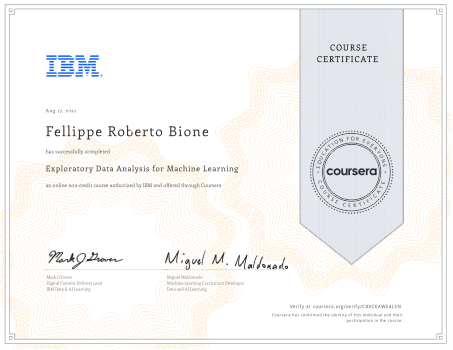 COURSE
CERTIFICATE
IBM
Aug 17, 2021
Fellippe Roberto Bione
has successfully completed
Exploratory Data Analysis for Machine Learning
an online non-credit course authorized by IBM and offered through Coursera
EDUCATION FOR EVERYONE
coursera
COURSE CERTIFICATE
Mark J Grover
Miguel M. Maldonado
Mark J Grover
Digital Content Delivery Lead
IBM Data & AI Learning
Miguel Maldonado
Machine Learning Curriculum Developer
Data and AI Learning
Verify at coursera.org/verify/
Coursera has confirmed the identity of this individual and their
participation in the course.